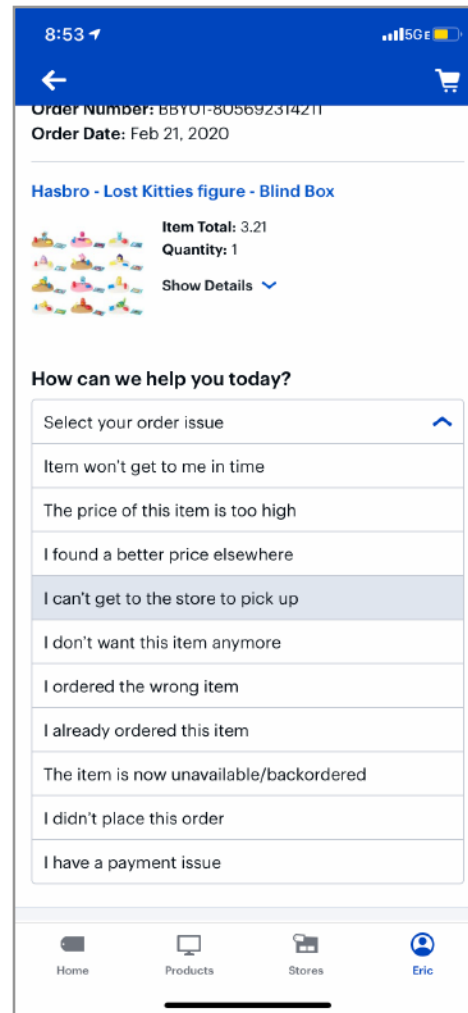 8:53
5GE
Order Number: BBY01-805692314211
Order Date: Feb 21, 2020
Hasbro - Lost Kitties figure - Blind Box
Item Total: 3.21
Quantity: 1
Show Details
How can we help you today?
Select your order issue
Item won't get to me in time
The price of this item is too high
I found a better price elsewhere
I can't get to the store to pick up
I don't want this item anymore
I ordered the wrong item
I already ordered this item
The item is now unavailable/backordered
I didn't place this order
I have a payment issue
Home
Products
Stores
Eric